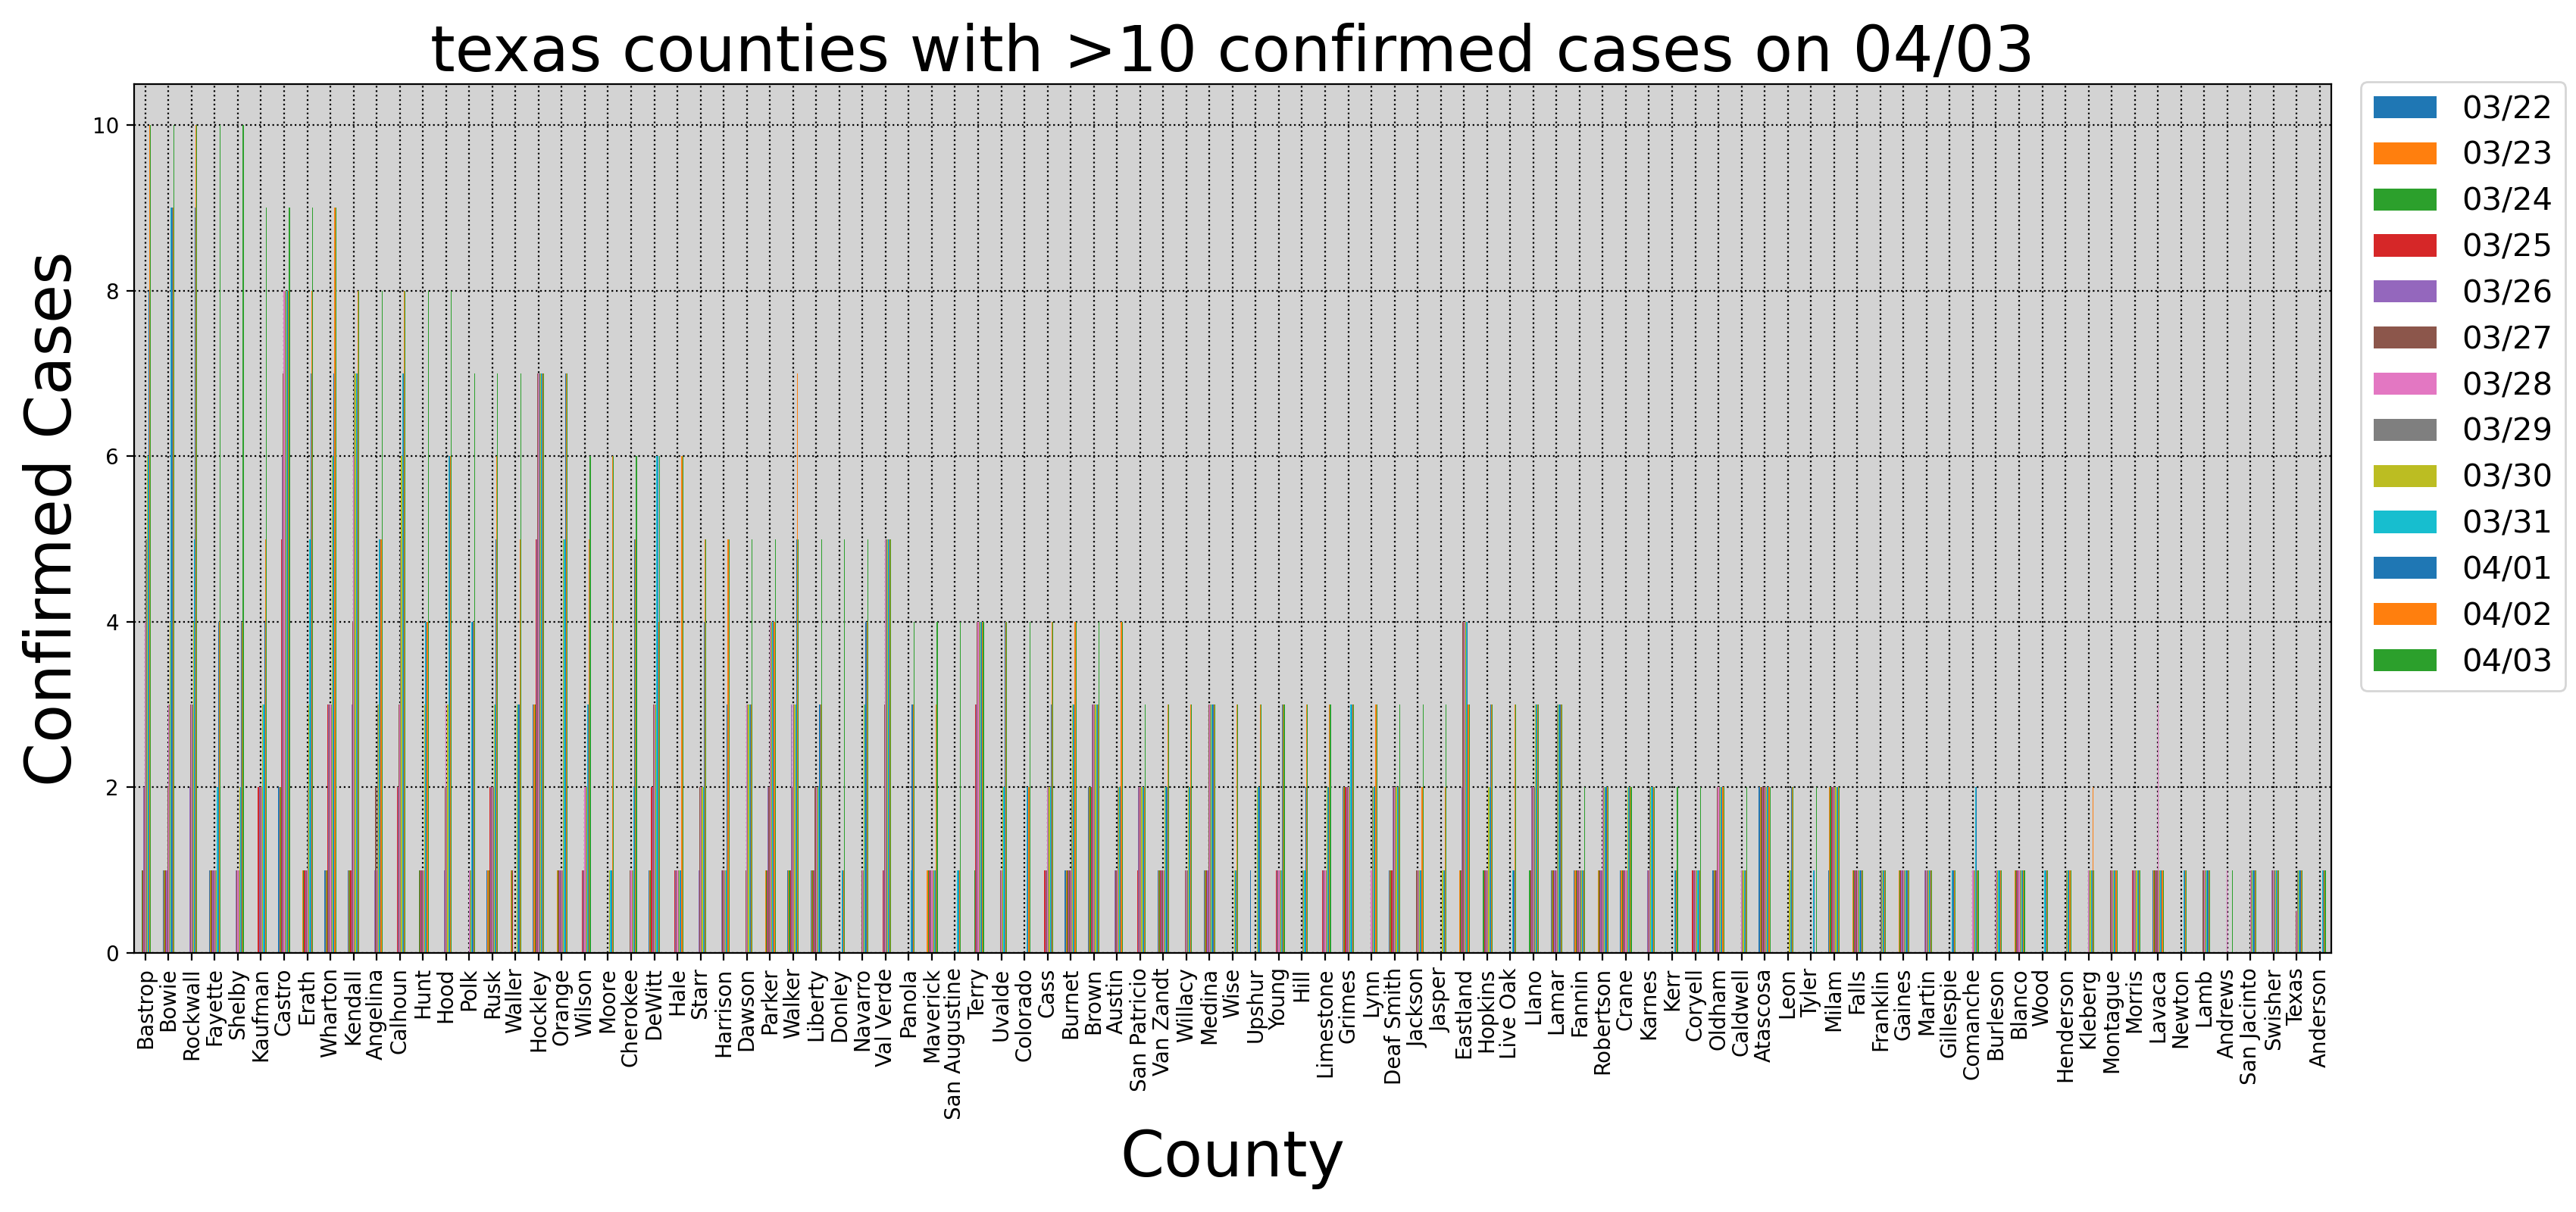 texas counties with >10 confirmed cases on 04/03
Confirmed Cases
10
8
6
4
2
0
03/22
03/23
03/24
03/25
03/26
03/27
03/28
03/29
03/30
03/31
04/01
04/02
04/03
Bastrop
Bowie
Rockwall
Fayette
Shelby
Kaufman
Castro
Erath
Wharton
Kendall
Angelina
Calhoun
Hunt
Hood
Polk
Rusk
Waller
Hockley
Orange
Wilson
Moore
Cherokee
DeWitt
Hale
Starr
Harrison
Dawson
Parker
Walker
Liberty
Donley
Navarro
Val Verde
Panola
Maverick
San Augustine
Terry
Uvalde
Colorado
Cass
Burnet
Brown
Austin
San Patricio
Van Zandt
Willacy
Medina
Wise
Upshur
Young
Hill
Limestone
Grimes
Lynn
Deaf Smith
Jackson
Jasper
Eastland
Hopkins
Live Oak
Llano
Lamar
Fannin
Robertson
Crane
Karnes
Kerr
Coryell
Oldham
Caldwell
Atascosa
Leon
Tyler
Milam
Falls
Franklin
Gaines
Martin
Gillespie
Comanche
Burleson
Blanco
Wood
Henderson
Kleberg
Montague
Morris
Lavaca
Newton
Lamb
Andrews
San Jacinto
Swisher
Texas
Anderson
County